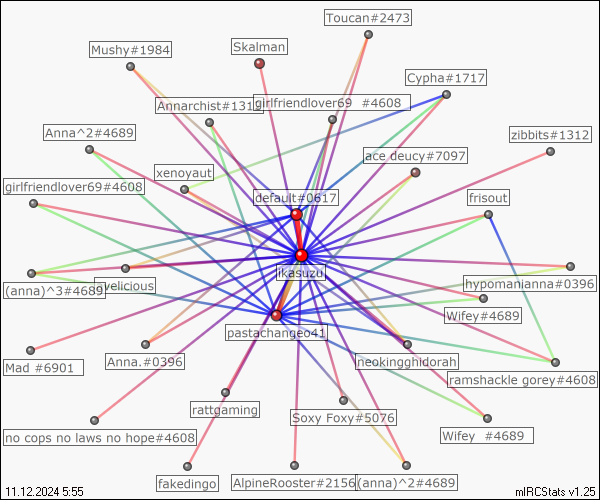 Toucan#2473
Mushy#1984
Skalman
Cypha#1717
Annarchist#131
girlfriendlover69 #4608
Anna^2#4689
zibbits#1312
ace deucy#7097
xenoyaut
girlfriendlover69#4608
default#0617
frisout
ikasuzu
(anna)^3#4689
velicious
hypomanianna#0396
Wifey#4689
pastachangeo41
Mad #6901
Anna.#0396
neokingghidorah
ramshackle gorey#4608
rattgaming
Soxy Foxy#5076
no cops no laws no hope#4608
Wifey #4689
fakedingo
AlpineRooster#2156
(anna)^2#4689
11.12.2024 5:55
mIRCStats v1.25